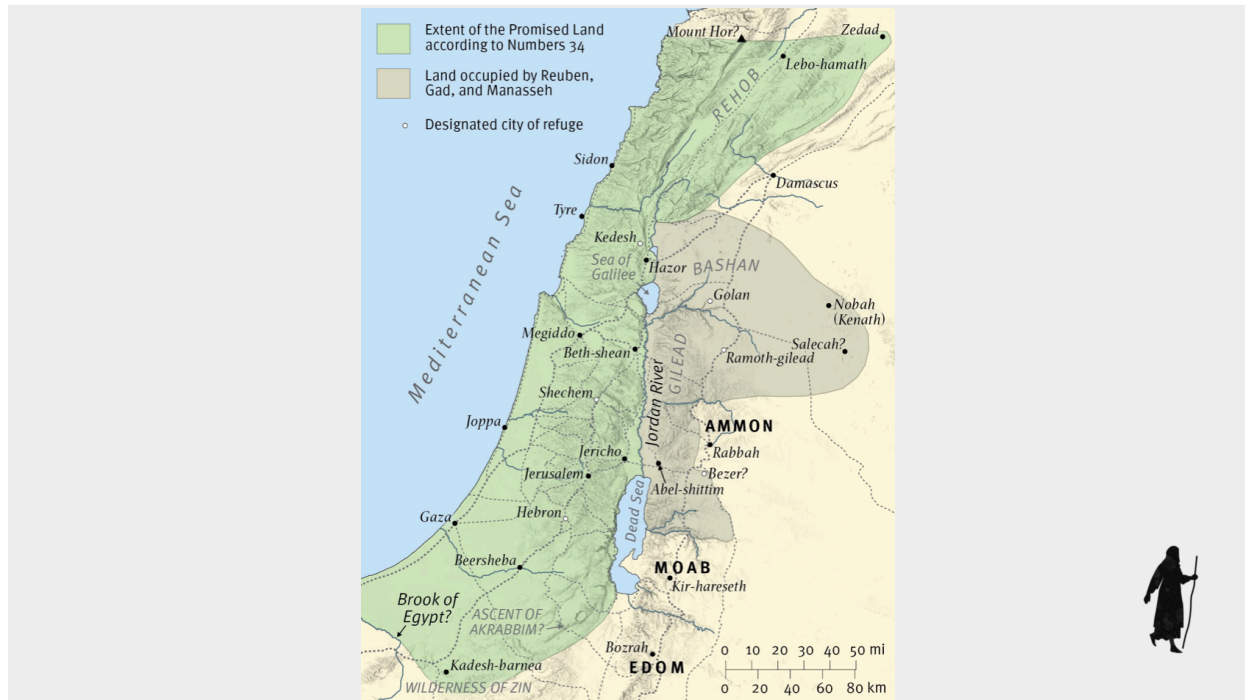 Extent of the Promised Land
according to Numbers 34
Land occupied by Reuben,
Gad, and Manasseh
Designated city of refuge
Mount Hor?
Zedad
Lebo-hamath
REHOB
Sidon
Damascus
Mediterranean Sea
Tyre
Kedesh
Sea of
Galilee
Hazor
BASHAN
Golan
Nobah
(Kenath)
Megiddo
Beth-shean
Salecah?
Ramoth-gilead
GILEAD
Jordan River
Shechem
Joppa
AMMON
Rabbah
Jericho
Bezer?
Jerusalem
Abel-shittim
Dead Sea
Gaza
Hebron
Beersheba
MOAB
Kir-hareseth
Brook of
Egypt?
ASCENT OF
AKRABBIM?
Bozrah
EDOM
Kadesh-barnea
WILDERNESS OF ZIN
0 10 20 30 40 50 mi
0 20 40 60 80 km